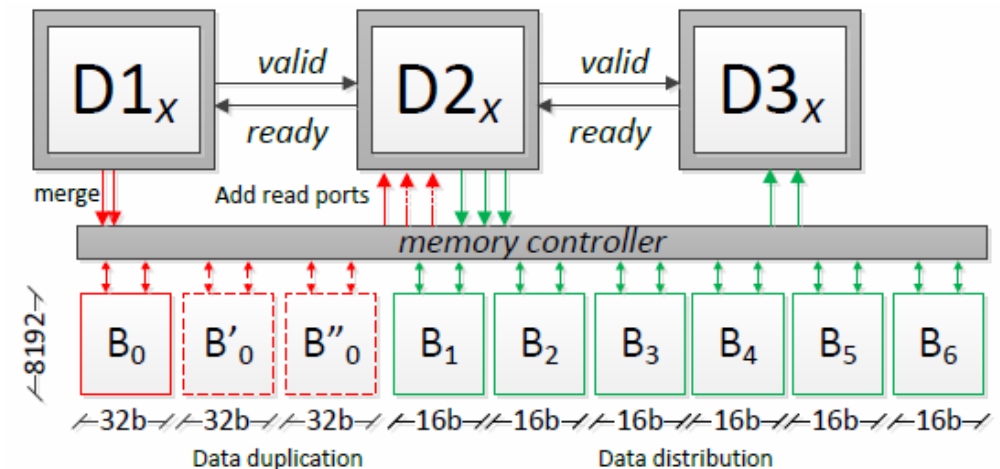 D1x valid D2x valid D3x
ready ready
merge Add read ports
memory controller
8192
B0 B'0 B"0 B1 B2 B3 B4 B5 B6
32b 32b 32b 16b 16b 16b 16b 16b 16b
Data duplication Data distribution